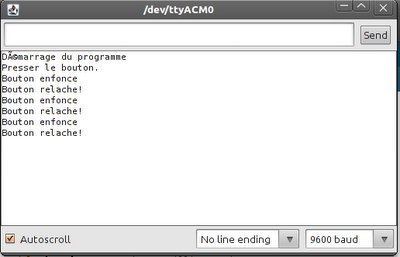 /dev/ttyACM0
Send
DÃ©marrage du programme
Presser le bouton.
Bouton enfonce
Bouton relache!
Bouton enfonce
Bouton relache!
Bouton enfonce
Bouton relache!
Autoscroll
No line ending
9600 baud